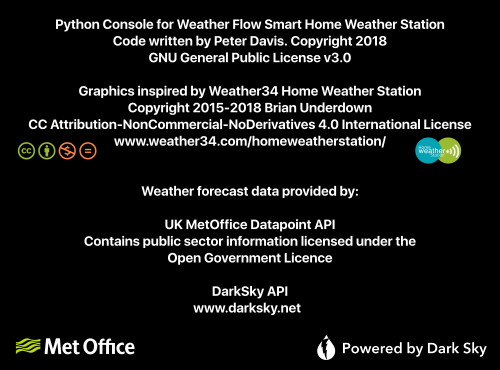 Python Console for Weather Flow Smart Home Weather Station
Code written by Peter Davis. Copyright 2018
GNU General Public License v3.0
Graphics inspired by Weather34 Home Weather Station
Copyright 2015-2018 Brian Underdown
CC Attribution-NonCommercial-NoDerivatives 4.0 International License
www.weather34.com/homeweatherstation/
cc
weather
Weather forecast data provided by:
UK MetOffice Datapoint API
Contains public sector information licensed under the
Open Government Licence
DarkSky API
www.darksky.net
Met Office
Powered by Dark Sky